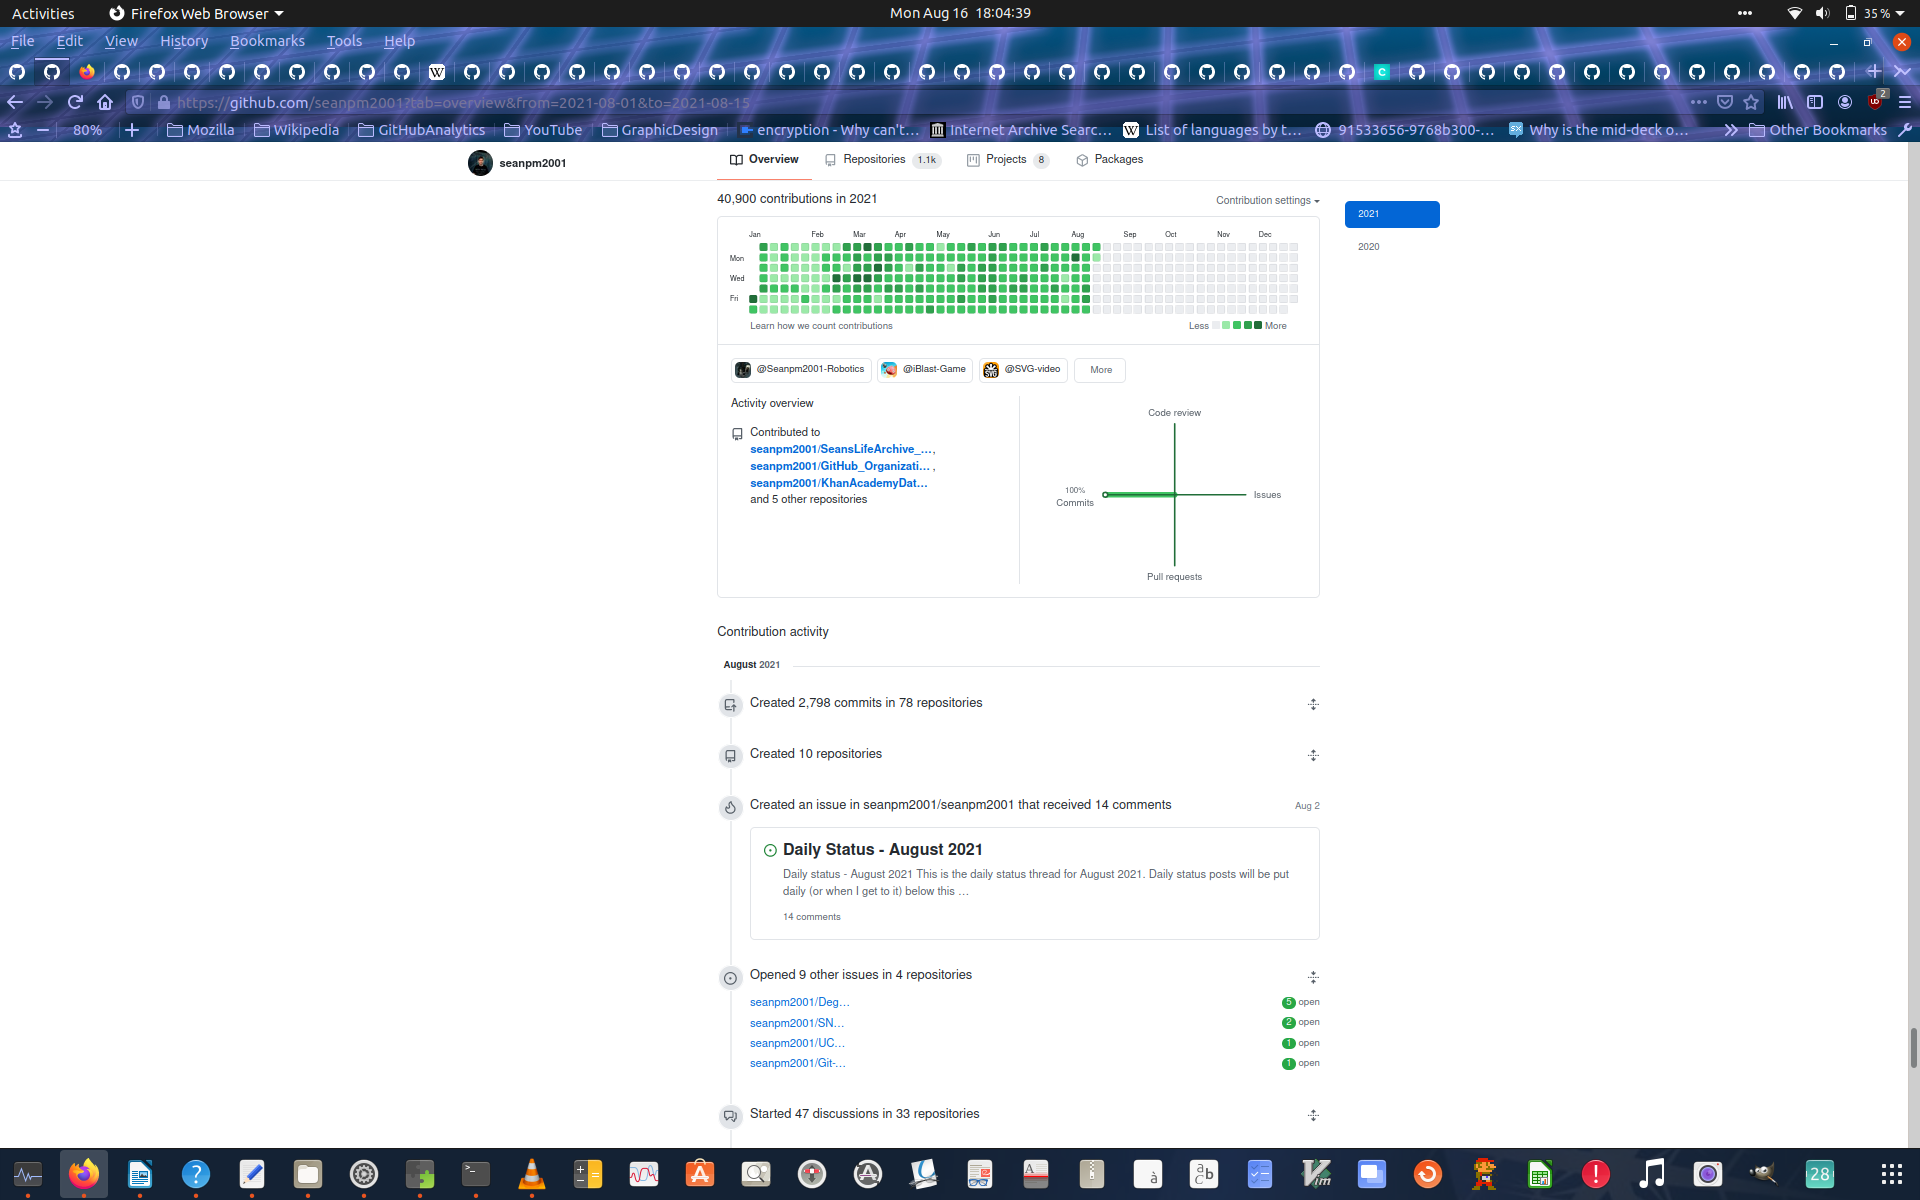 Activities
Firefox Web Browser
Mon Aug 16 18:04:39
35 %
File Edit View History Bookmarks Tools Help
https://github.com/seanpm2001?tab=overview&from=2021-08-01&to=2021-08-15
2
80%
Mozilla
Wikipedia
GitHubAnalytics
YouTube
GraphicDesign
encryption - Why can't…
Internet Archive Searc…
List of languages by t…
91533656-9768b300-…
Why is the mid-deck o…
Other Bookmarks
seanpm2001
Overview
Repositories 1.1k
Projects 8
Packages
40,900 contributions in 2021
Contribution settings
2021
2020
Jan Feb Mar Apr May Jun Jul Aug Sep Oct Nov Dec
Mon
Wed
Fri
Learn how we count contributions
Less More
@Seanpm2001-Robotics
@iBlast-Game
SVG
@SVG-video
More
Activity overview
Contributed to
seanpm2001/SeansLifeArchive_…,
seanpm2001/GitHub_Organizati… ,
seanpm2001/KhanAcademyDat…
and 5 other repositories
Code review
100%
Commits
Issues
Pull requests
Contribution activity
August 2021
Created 2,798 commits in 78 repositories
Created 10 repositories
Created an issue in seanpm2001/seanpm2001 that received 14 comments
Aug 2
Daily Status - August 2021
Daily status - August 2021 This is the daily status thread for August 2021. Daily status posts will be put
daily (or when I get to it) below this …
14 comments
Opened 9 other issues in 4 repositories
seanpm2001/Deg…
5 open
seanpm2001/SN…
2 open
seanpm2001/UC…
1 open
seanpm2001/Git-…
1 open
Started 47 discussions in 33 repositories
28